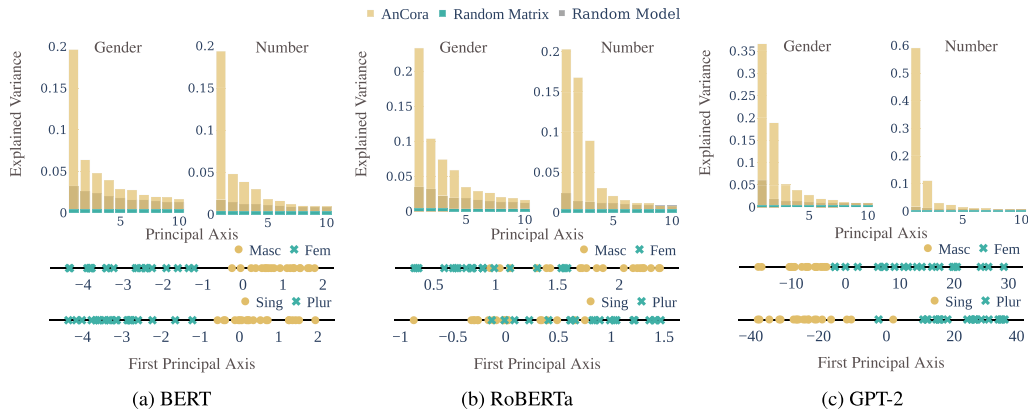 AnCora Random Matrix Random Model
Explained Variance
Gender
0.2
0.15
0.1
0.05
0
5 10
Number
0.2
0.15
0.1
0.05
0
5 10
Principal Axis
Masc Fem
−4 −3 −2 −1 0 1 2
Sing Plur
−4 −3 −2 −1 0 1 2
First Principal Axis
(a) BERT
Explained Variance
Gender
0.2
0.15
0.1
0.05
0
5 10
Number
0.2
0.15
0.1
0.05
0
5 10
Principal Axis
Masc Fem
0.5 1 1.5 2
Sing Plur
−1 −0.5 0 0.5 1 1.5
First Principal Axis
(b) RoBERTa
Explained Variance
Gender
0.35
0.3
0.25
0.2
0.15
0.1
0.05
0
5 10
Number
0.6
0.5
0.4
0.3
0.2
0.1
0
5 10
Principal Axis
Masc Fem
−10 0 10 20 30
Sing Plur
−40 −20 0 20 40
First Principal Axis
(c) GPT-2